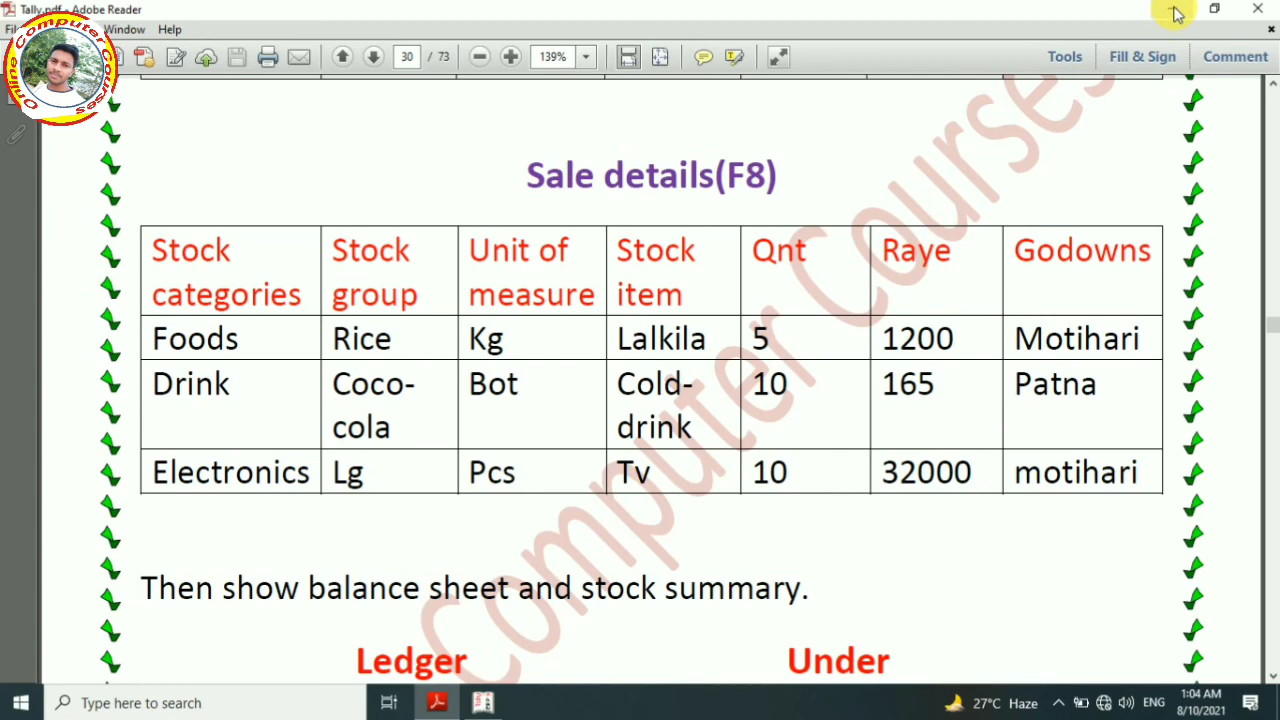 Tally.pdf - Adobe Reader
Window Help
30 / 73 139% Tools Fill & Sign Comment
Online Computer Courses
Sale details(F8)
Stock categories Stock group Unit of measure Stock item Qnt Raye Godowns
Foods Rice Kg Lalkila 5 1200 Motihari
Drink Coco-cola Bot Cold-drink 10 165 Patna
Electronics Lg Pcs Tv 10 32000 motihari
Then show balance sheet and stock summary.
Ledger Under
Computer Courses
Type here to search 27°C Haze ENG 1:04 AM
8/10/2021